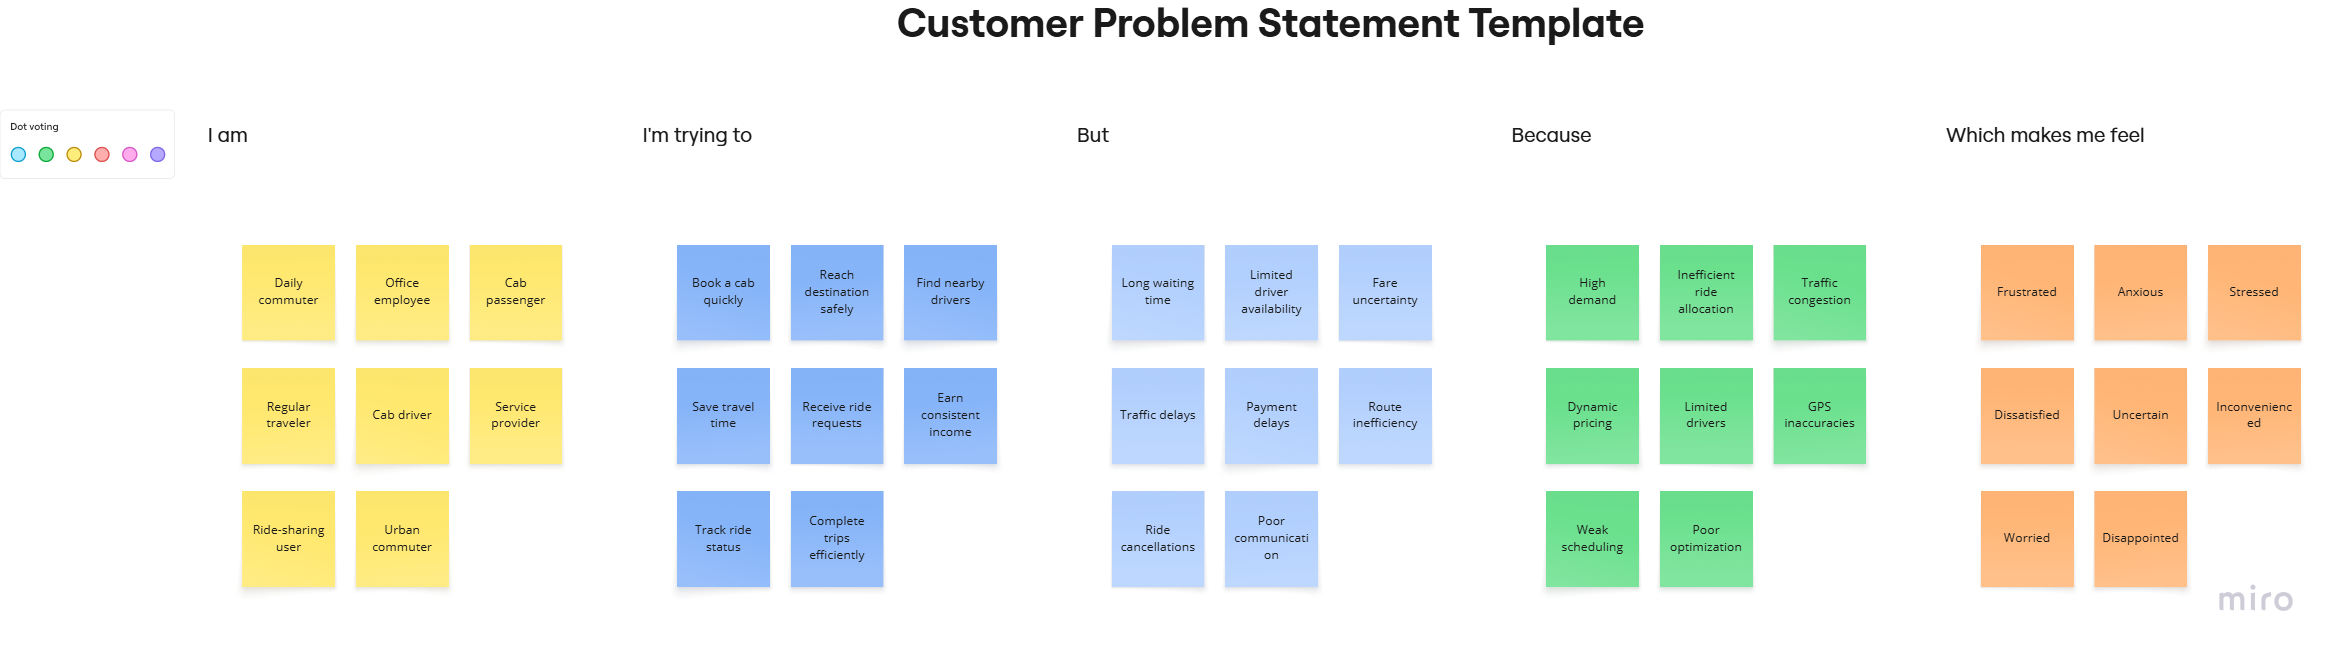 Customer Problem Statement Template
Dot voting
I am
I'm trying to
But
Because
Which makes me feel
Daily
commuter
Office
employee
Cab
passenger
Book a cab
quickly
Reach
destination
safely
Find nearby
drivers
Long waiting
time
Limited
driver
availability
Fare
uncertainty
High
demand
Inefficient
ride
allocation
Traffic
congestion
Frustrated
Anxious
Stressed
Regular
traveler
Cab driver
Service
provider
Save travel
time
Receive ride
requests
Earn
consistent
income
Traffic delays
Payment
delays
Route
inefficiency
Dynamic
pricing
Limited
drivers
GPS
inaccuracies
Dissatisfied
Uncertain
Inconvenienc
ed
Ride-sharing
user
Urban
commuter
Track ride
status
Complete
trips
efficiently
Ride
cancellations
Poor
communicati
on
Weak
scheduling
Poor
optimization
Worried
Disappointed
miro